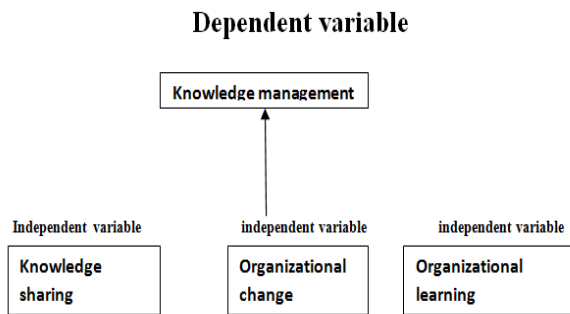 Dependent variable
Knowledge management
Independent variable
independent variable
independent variable
Knowledge
sharing
Organizational
change
Organizational
learning